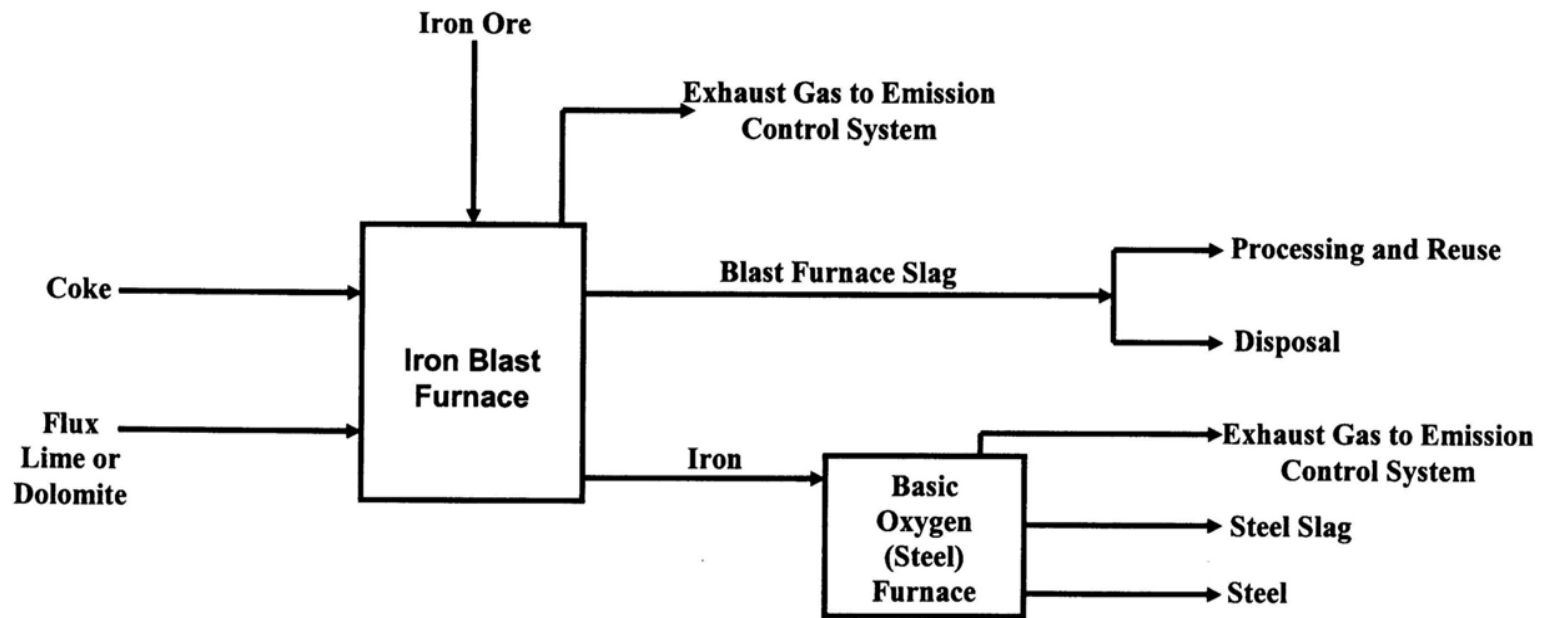 Iron Ore
Exhaust Gas to Emission
Control System
Coke
Flux
Lime or
Dolomite
Iron Blast
Furnace
Blast Furnace Slag
Processing and Reuse
Disposal
Iron
Basic
Oxygen
(Steel)
Furnace
Exhaust Gas to Emission
Control System
Steel Slag
Steel